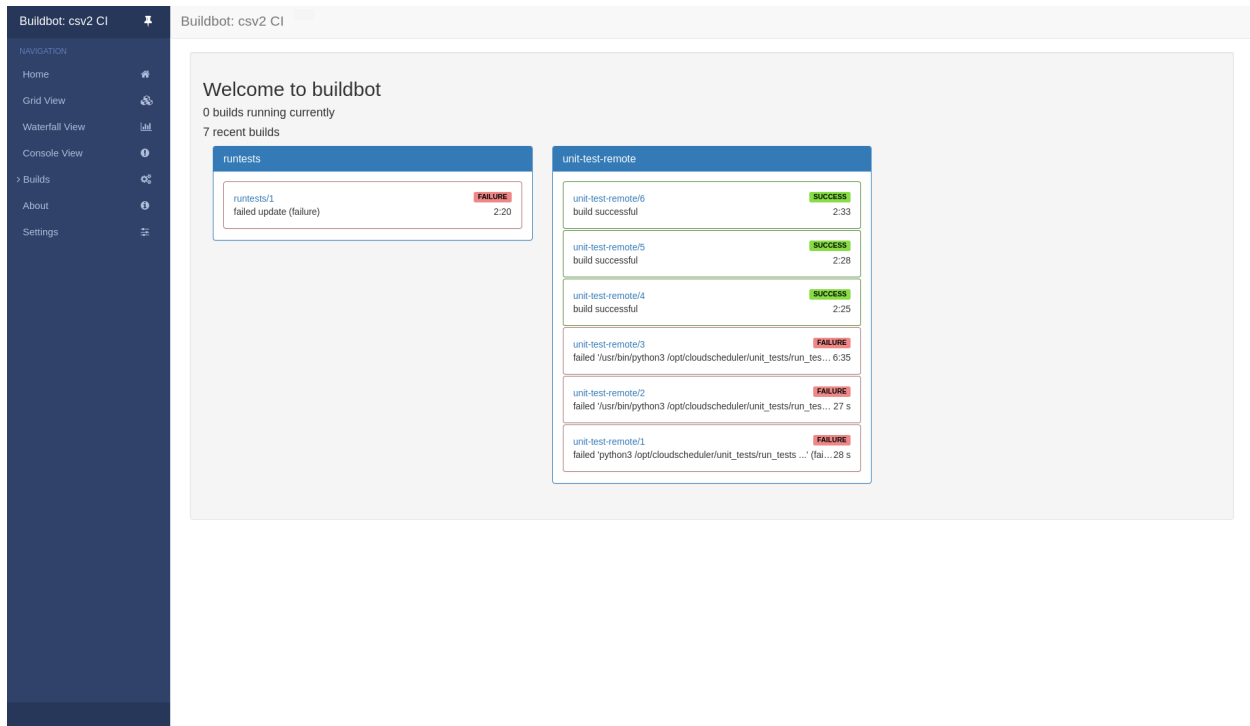 Buildbot: csv2 CI
Buildbot: csv2 CI
NAVIGATION
Home
Grid View
Waterfall View
Console View
> Builds
About
Settings
Welcome to buildbot
0 builds running currently
7 recent builds
runtests
runtests/1 FAILURE
failed update (failure) 2:20
unit-test-remote
unit-test-remote/6 SUCCESS
build successful 2:33
unit-test-remote/5 SUCCESS
build successful 2:28
unit-test-remote/4 SUCCESS
build successful 2:25
unit-test-remote/3 FAILURE
failed '/usr/bin/python3 /opt/cloudscheduler/unit_tests/run_tes... 6:35
unit-test-remote/2 FAILURE
failed '/usr/bin/python3 /opt/cloudscheduler/unit_tests/run_tes... 27 s
unit-test-remote/1 FAILURE
failed 'python3 /opt/cloudscheduler/unit_tests/run_tests ...' (fai... 28 s